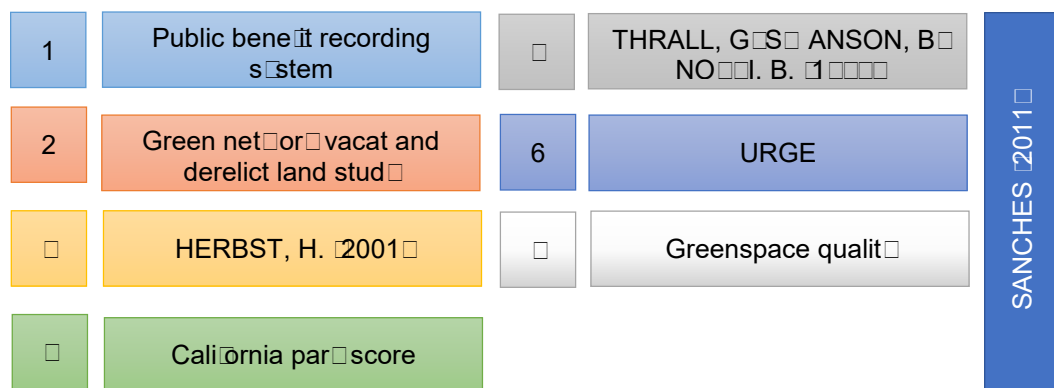 1
Public bene□it recording
s□stem
2
Green net□or□ vacat and
derelict land stud□
□
HERBST, H. □2001□
□
Cali□ornia par□ score
□
THRALL, G□S□ ANSON, B□
NO□□I. B. □1□□□□
6
URGE
□
Greenspace qualit□
SANCHES □2011□